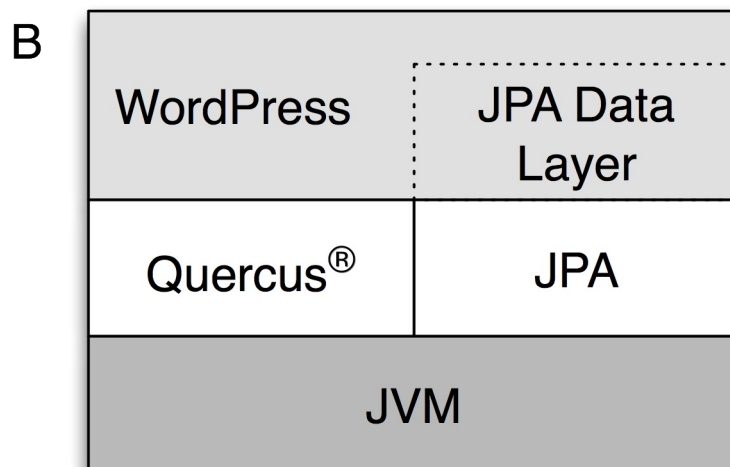 B
WordPress
JPA Data
Layer
Quercus®
JPA
JVM